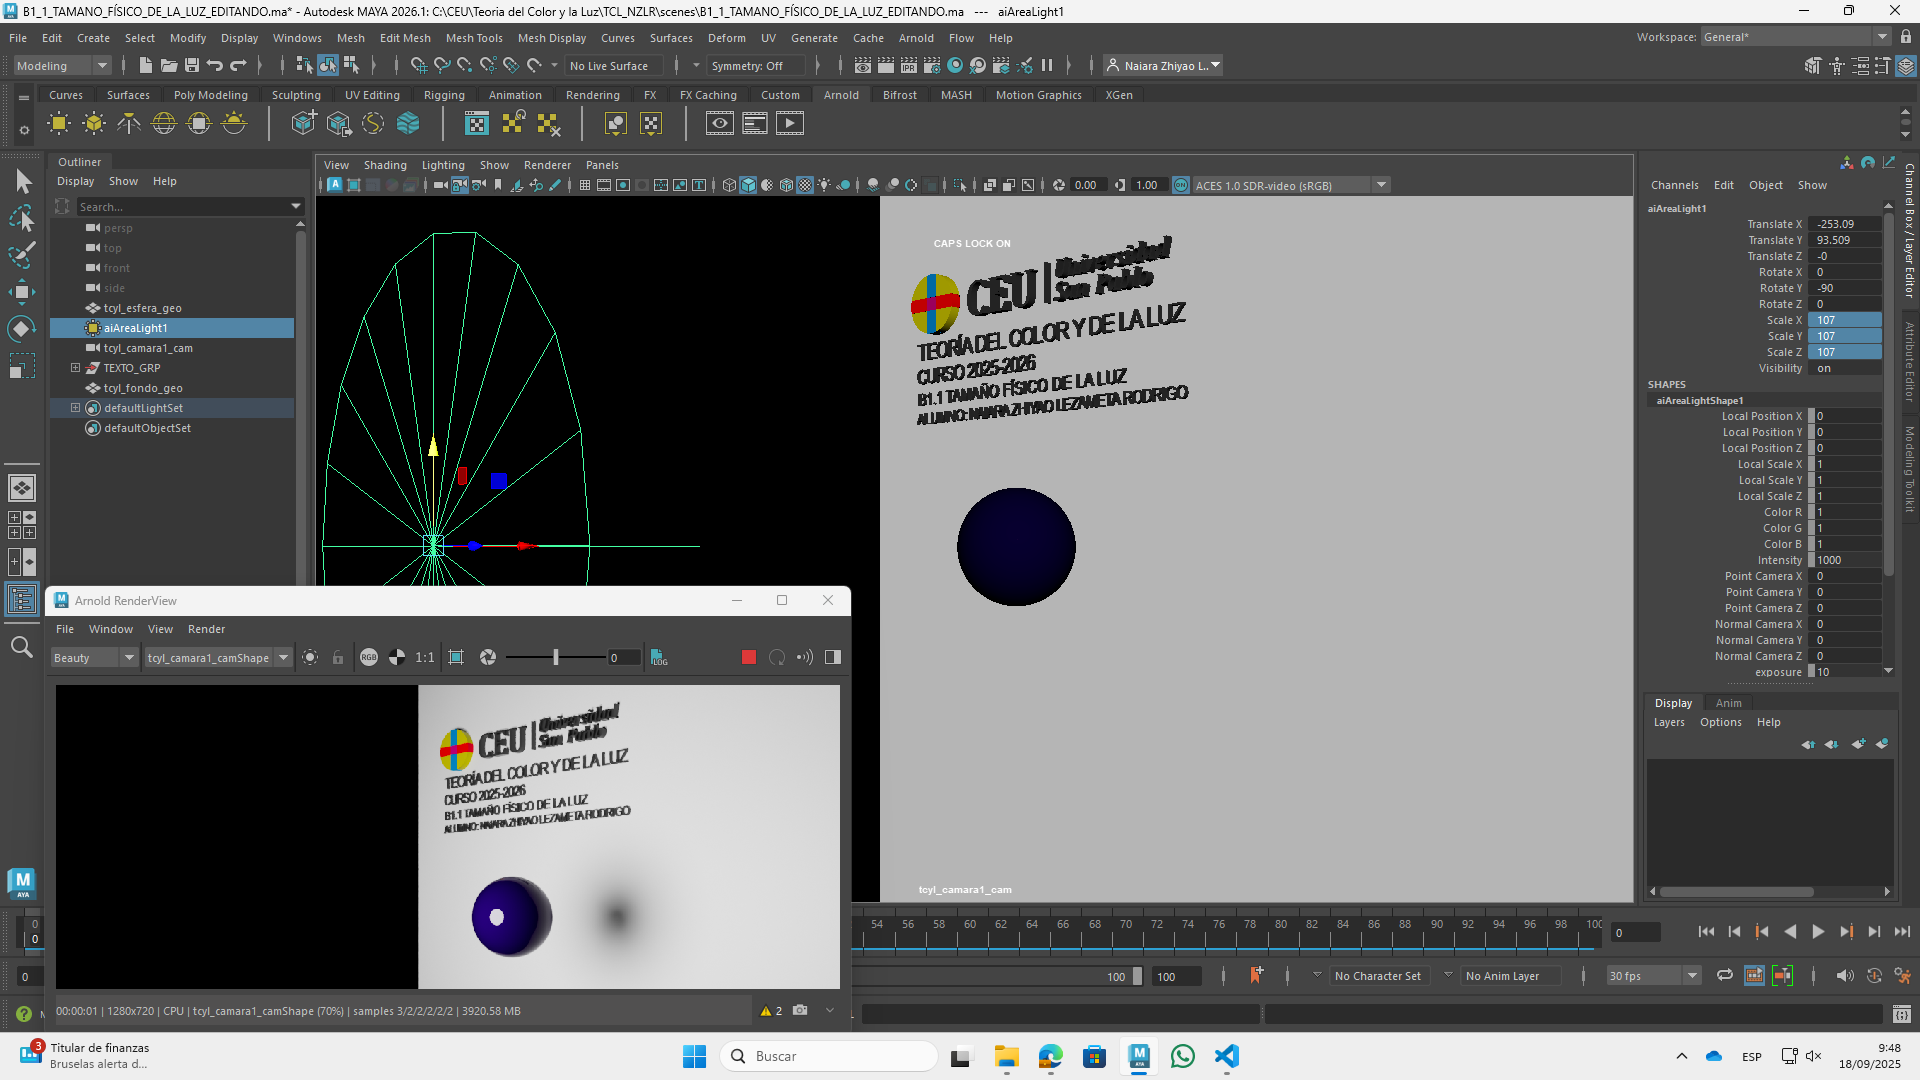 B1_1_TAMANO_FÍSICO_DE_LA_LUZ_EDITANDO.ma* - Autodesk MAYA 2026.1: C:\CEU\Teoria del Color y la Luz\TCL_NZLR\scenes\B1_1_TAMANO_FÍSICO_DE_LA_LUZ_EDITANDO.ma --- aiAreaLight1
File Edit Create Select Modify Display Windows Mesh Edit Mesh Mesh Tools Mesh Display Curves Surfaces Deform UV Generate Cache Arnold Flow Help
Workspace: General*
Modeling No Live Surface Symmetry: Off Naiara Zhiyao L..
Curves Surfaces Poly Modeling Sculpting UV Editing Rigging Animation Rendering FX FX Caching Custom Arnold Bifrost MASH Motion Graphics XGen
IPR
Outliner
Display Show Help
Search...
persp
top
front
side
tcyl_esfera_geo
aiAreaLight1
tcyl_camara1_cam
TEXTO_GRP
tcyl_fondo_geo
defaultLightSet
defaultObjectSet
View Shading Lighting Show Renderer Panels
0.00 1.00 ACES 1.0 SDR-video (sRGB)
CAPS LOCK ON
CEU Universidad
San Pablo
TEORÍA DEL COLOR Y DE LA LUZ
CURSO 2025-2026
B1.1 TAMAÑO FÍSICO DE LA LUZ
ALUMNO: NAIARA ZHIYAO LEZAMETA RODRIGO
tcyl_camara1_cam
Channels Edit Object Show
aiAreaLight1
Translate X -253.09
Translate Y 93.509
Translate Z -0
Rotate X 0
Rotate Y -90
Rotate Z 0
Scale X 107
Scale Y 107
Scale Z 107
Visibility on
SHAPES
aiAreaLightShape1
Local Position X 0
Local Position Y 0
Local Position Z 0
Local Scale X 1
Local Scale Y 1
Local Scale Z 1
Color R 1
Color G 1
Color B 1
Intensity 1000
Point Camera X 0
Point Camera Y 0
Point Camera Z 0
Normal Camera X 0
Normal Camera Y 0
Normal Camera Z 0
exposure 10
Channel Box / Layer Editor
Attribute Editor
Modeling Toolkit
Display Anim
Layers Options Help
Arnold RenderView
File Window View Render
Beauty tcyl_camara1_camShape RGB 1:1 0 LOG
CEU Universidad
San Pablo
TEORÍA DEL COLOR Y DE LA LUZ
CURSO 2025-2026
B1.1 TAMAÑO FÍSICO DE LA LUZ
ALUMNO: NAIARA ZHIYAO LEZAMETA RODRIGO
00:00:01 | 1280x720 | CPU | tcyl_camara1_camShape (70%) | samples 3/2/2/2/2/2 | 3920.58 MB
2
M
AYA
0
0
54 56 58 60 62 64 66 68 70 72 74 76 78 80 82 84 86 88 90 92 94 96 98 100
0
0 100 100 No Character Set No Anim Layer 30 fps
M
3
Titular de finanzas
Bruselas alerta d...
Buscar
ESP
9:48
18/09/2025